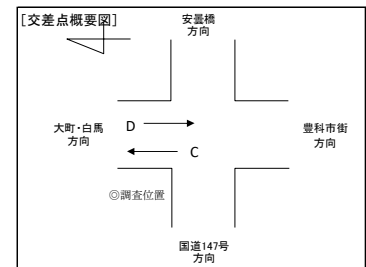 [交差点概要図]
安曇橋
方向
大町・白馬
方向
D
C
豊科市街
方向
◎調査位置
国道147号
方向